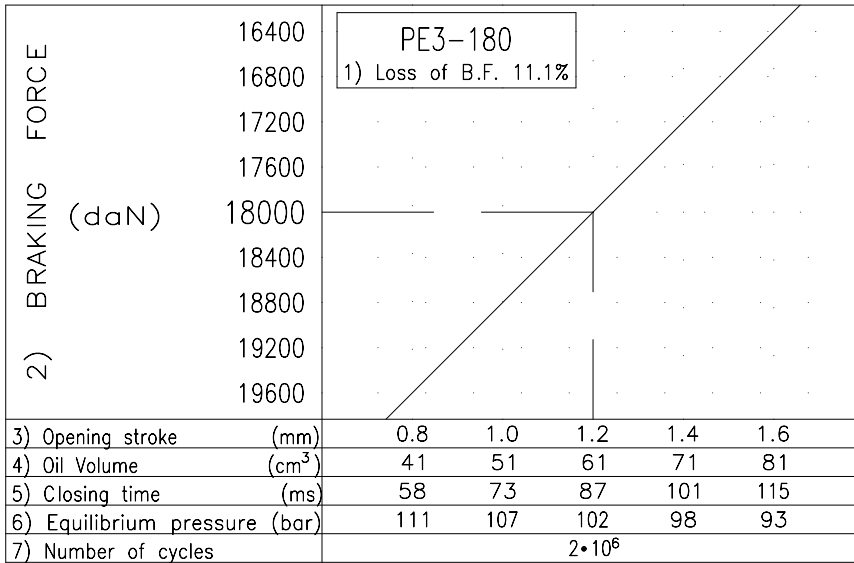 PE3-180
1) Loss of B.F. 11.1%
2) BRAKING FORCE
(daN)
16400
16800
17200
17600
18000
18400
18800
19200
19600
3) Opening stroke (mm) 0.8 1.0 1.2 1.4 1.6
4) Oil Volume (cm³) 41 51 61 71 81
5) Closing time (ms) 58 73 87 101 115
6) Equilibrium pressure (bar) 111 107 102 98 93
7) Number of cycles 2•10⁶